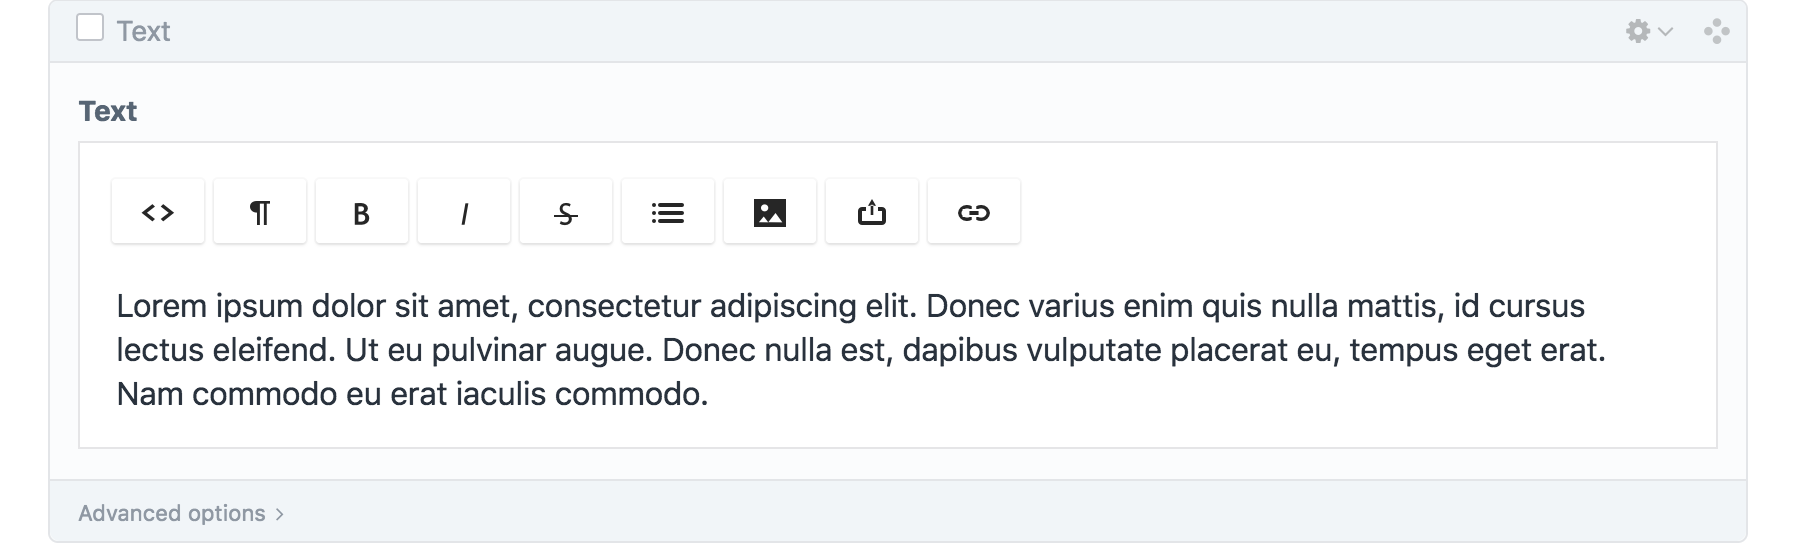 Text
Text
Lorem ipsum dolor sit amet, consectetur adipiscing elit. Donec varius enim quis nulla mattis, id cursus
lectus eleifend. Ut eu pulvinar augue. Donec nulla est, dapibus vulputate placerat eu, tempus eget erat.
Nam commodo eu erat iaculis commodo.
Advanced options >